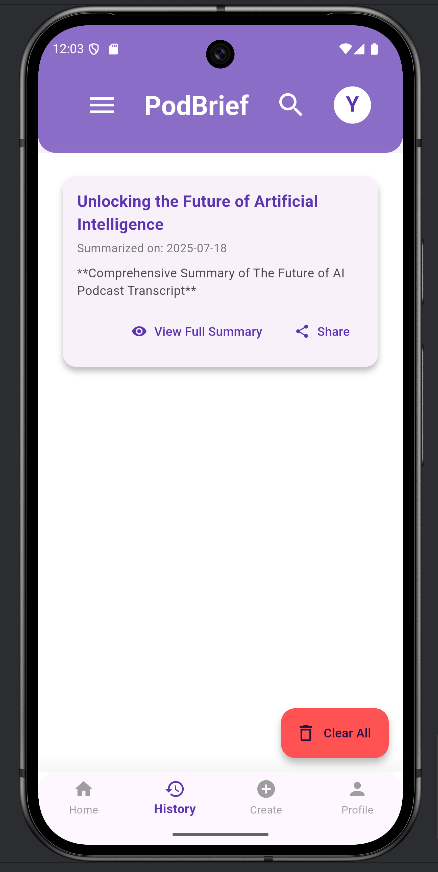 12:03
PodBrief
Y
Unlocking the Future of Artificial
Intelligence
Summarized on: 2025-07-18
**Comprehensive Summary of The Future of AI
Podcast Transcript**
View Full Summary
Share
Clear All
Home
History
Create
Profile